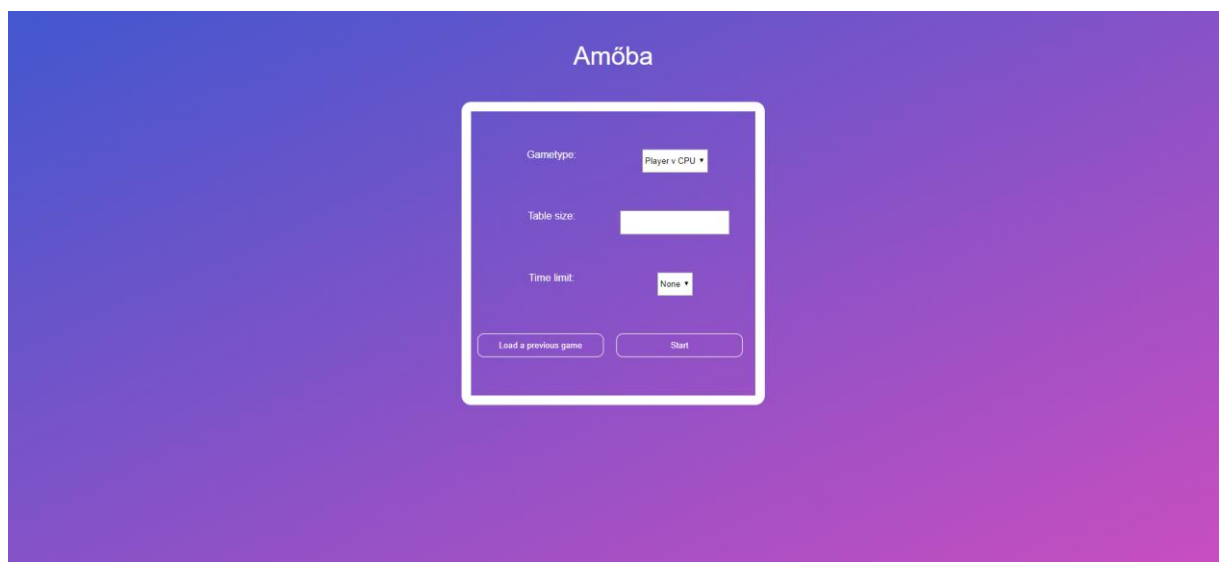 Amőba
Gametype:
Player v CPU
Table size:
Time limit:
None
Load a previous game
Start